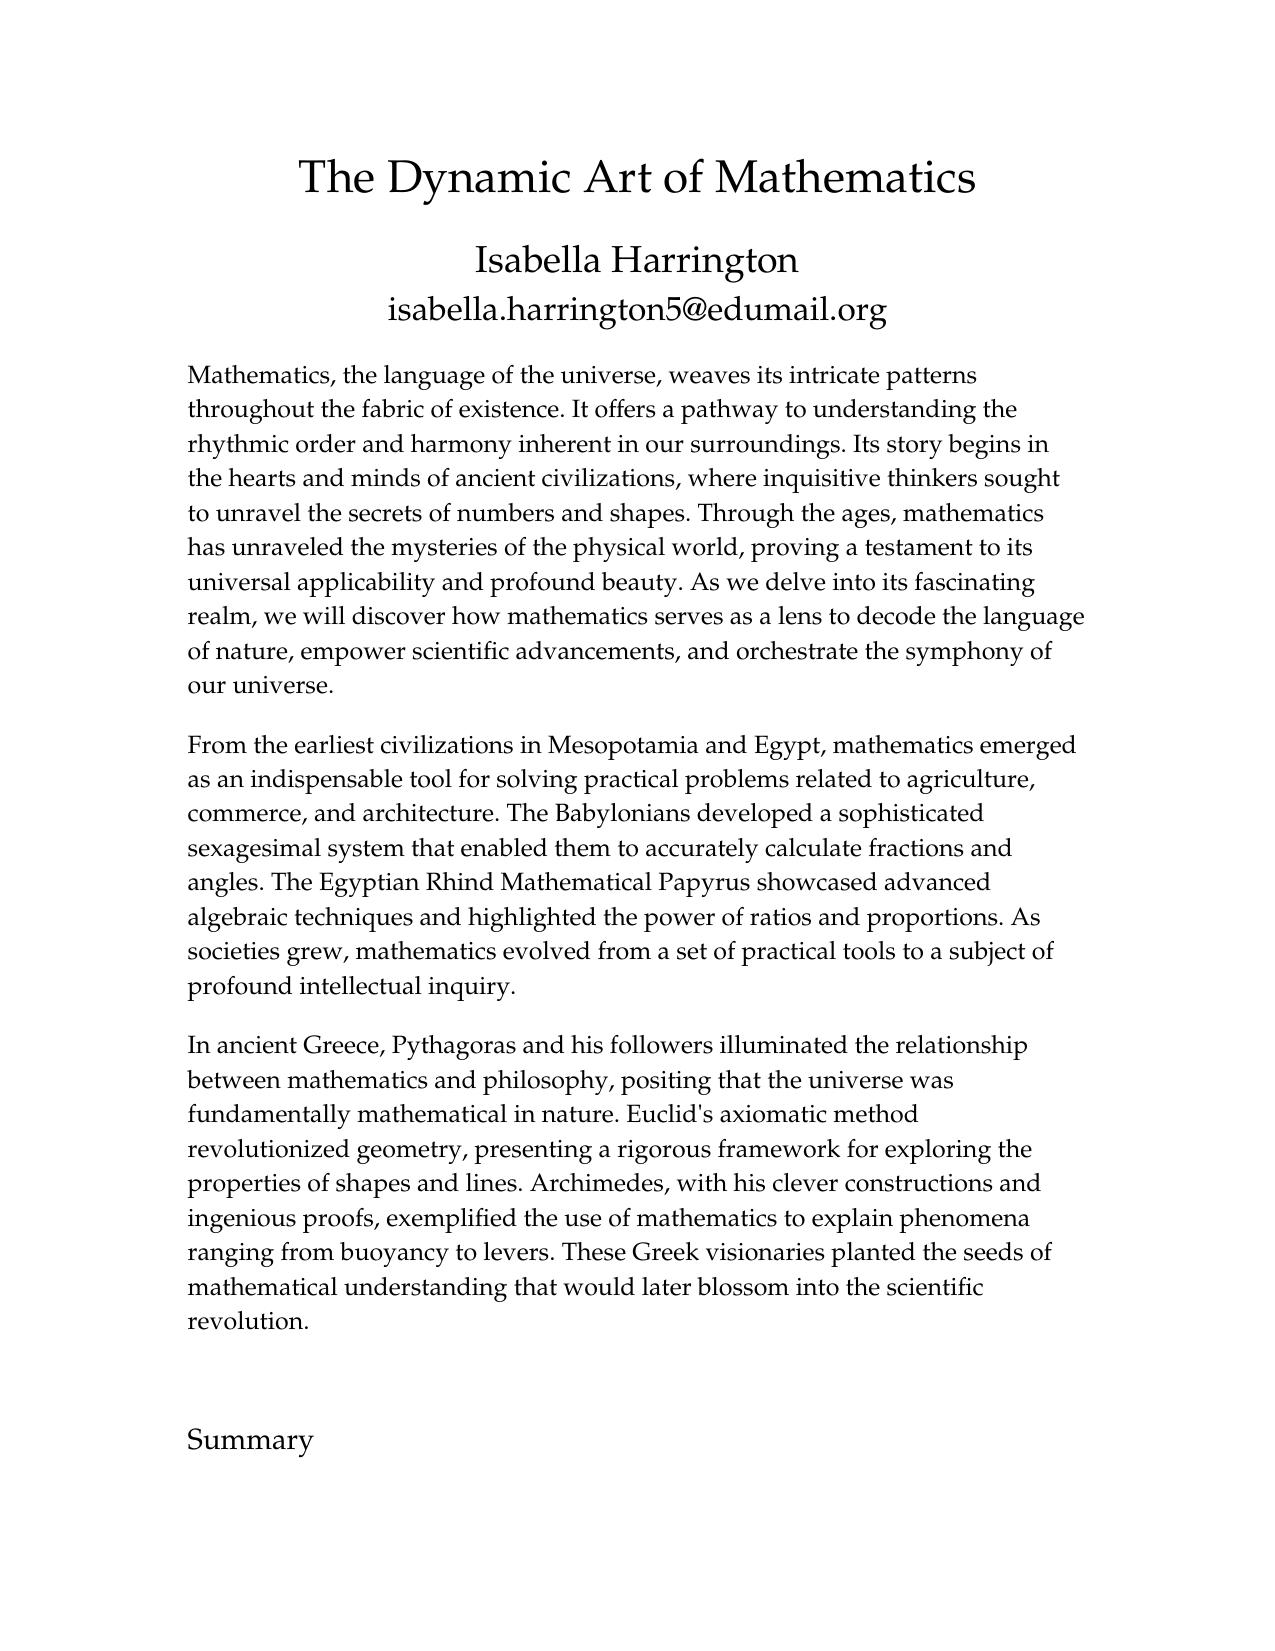 The Dynamic Art of Mathematics
Isabella Harrington
isabella.harrington5@edumail.org
Mathematics, the language of the universe, weaves its intricate patterns
throughout the fabric of existence. It offers a pathway to understanding the
rhythmic order and harmony inherent in our surroundings. Its story begins in
the hearts and minds of ancient civilizations, where inquisitive thinkers sought
to unravel the secrets of numbers and shapes. Through the ages, mathematics
has unraveled the mysteries of the physical world, proving a testament to its
universal applicability and profound beauty. As we delve into its fascinating
realm, we will discover how mathematics serves as a lens to decode the language
of nature, empower scientific advancements, and orchestrate the symphony of
our universe.
From the earliest civilizations in Mesopotamia and Egypt, mathematics emerged
as an indispensable tool for solving practical problems related to agriculture,
commerce, and architecture. The Babylonians developed a sophisticated
sexagesimal system that enabled them to accurately calculate fractions and
angles. The Egyptian Rhind Mathematical Papyrus showcased advanced
algebraic techniques and highlighted the power of ratios and proportions. As
societies grew, mathematics evolved from a set of practical tools to a subject of
profound intellectual inquiry.
In ancient Greece, Pythagoras and his followers illuminated the relationship
between mathematics and philosophy, positing that the universe was
fundamentally mathematical in nature. Euclid's axiomatic method
revolutionized geometry, presenting a rigorous framework for exploring the
properties of shapes and lines. Archimedes, with his clever constructions and
ingenious proofs, exemplified the use of mathematics to explain phenomena
ranging from buoyancy to levers. These Greek visionaries planted the seeds of
mathematical understanding that would later blossom into the scientific
revolution.
Summary